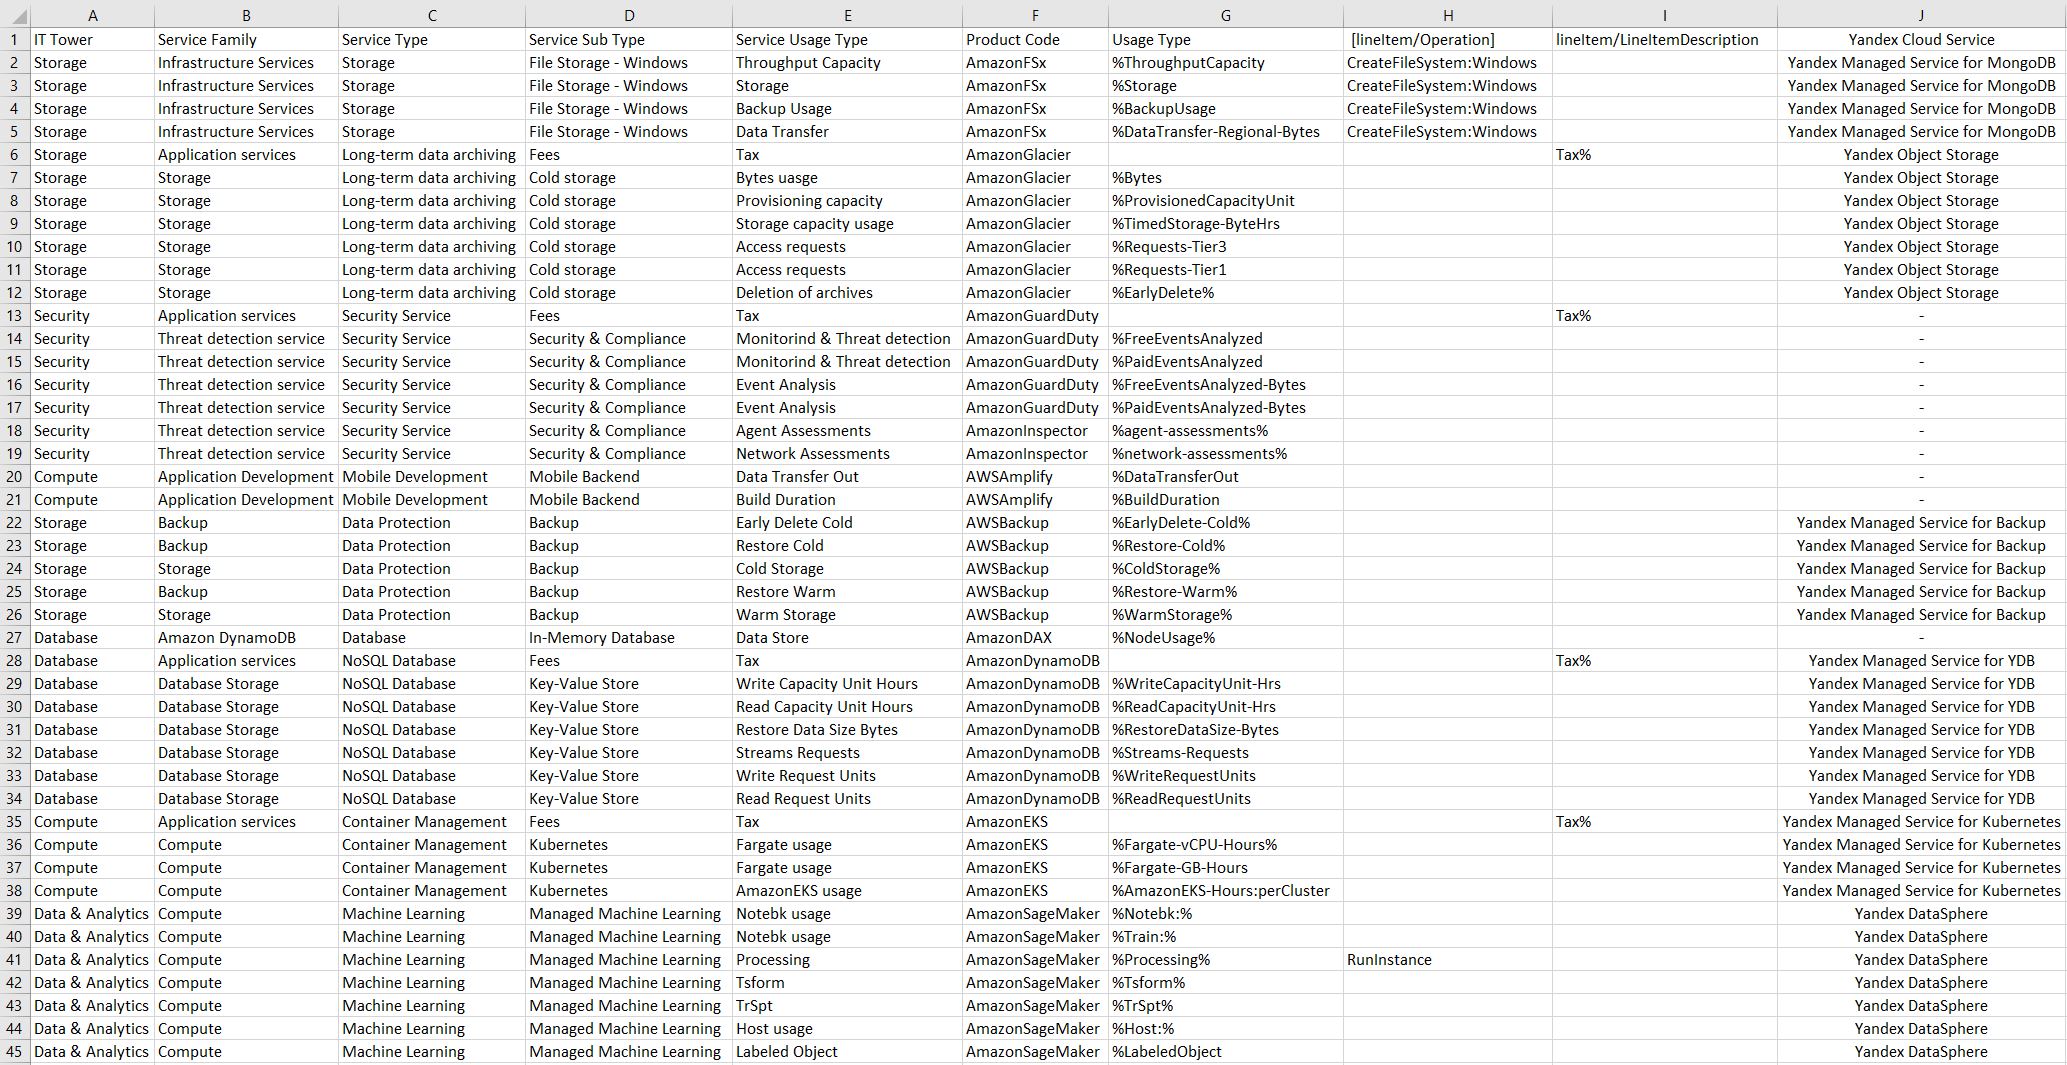 A B C D E F G H I J
1 IT Tower Service Family Service Type Service Sub Type Service Usage Type Product Code Usage Type [lineItem/Operation] lineItem/LineItemDescription Yandex Cloud Service
2 Storage Infrastructure Services Storage File Storage - Windows Throughput Capacity AmazonFSx %ThroughputCapacity CreateFileSystem:Windows Yandex Managed Service for MongoDB
3 Storage Infrastructure Services Storage File Storage - Windows Storage AmazonFSx %Storage CreateFileSystem:Windows Yandex Managed Service for MongoDB
4 Storage Infrastructure Services Storage File Storage - Windows Backup Usage AmazonFSx %BackupUsage CreateFileSystem:Windows Yandex Managed Service for MongoDB
5 Storage Infrastructure Services Storage File Storage - Windows Data Transfer AmazonFSx %DataTransfer-Regional-Bytes CreateFileSystem:Windows Yandex Managed Service for MongoDB
6 Storage Application services Long-term data archiving Fees Tax AmazonGlacier Tax% Yandex Object Storage
7 Storage Storage Long-term data archiving Cold storage Bytes uasge AmazonGlacier %Bytes Yandex Object Storage
8 Storage Storage Long-term data archiving Cold storage Provisioning capacity AmazonGlacier %ProvisionedCapacityUnit Yandex Object Storage
9 Storage Storage Long-term data archiving Cold storage Storage capacity usage AmazonGlacier %TimedStorage-ByteHrs Yandex Object Storage
10 Storage Storage Long-term data archiving Cold storage Access requests AmazonGlacier %Requests-Tier3 Yandex Object Storage
11 Storage Storage Long-term data archiving Cold storage Access requests AmazonGlacier %Requests-Tier1 Yandex Object Storage
12 Storage Storage Long-term data archiving Cold storage Deletion of archives AmazonGlacier %EarlyDelete% Yandex Object Storage
13 Security Application services Security Service Fees Tax AmazonGuardDuty Tax% -
14 Security Threat detection service Security Service Security & Compliance Monitorind & Threat detection AmazonGuardDuty %FreeEventsAnalyzed -
15 Security Threat detection service Security Service Security & Compliance Monitorind & Threat detection AmazonGuardDuty %PaidEventsAnalyzed -
16 Security Threat detection service Security Service Security & Compliance Event Analysis AmazonGuardDuty %FreeEventsAnalyzed-Bytes -
17 Security Threat detection service Security Service Security & Compliance Event Analysis AmazonGuardDuty %PaidEventsAnalyzed-Bytes -
18 Security Threat detection service Security Service Security & Compliance Agent Assessments AmazonInspector %agent-assessments% -
19 Security Threat detection service Security Service Security & Compliance Network Assessments AmazonInspector %network-assessments% -
20 Compute Application Development Mobile Development Mobile Backend Data Transfer Out AWSAmplify %DataTransferOut -
21 Compute Application Development Mobile Development Mobile Backend Build Duration AWSAmplify %BuildDuration -
22 Storage Backup Data Protection Backup Early Delete Cold AWSBackup %EarlyDelete-Cold% Yandex Managed Service for Backup
23 Storage Backup Data Protection Backup Restore Cold AWSBackup %Restore-Cold% Yandex Managed Service for Backup
24 Storage Storage Data Protection Backup Cold Storage AWSBackup %ColdStorage% Yandex Managed Service for Backup
25 Storage Backup Data Protection Backup Restore Warm AWSBackup %Restore-Warm% Yandex Managed Service for Backup
26 Storage Storage Data Protection Backup Warm Storage AWSBackup %WarmStorage% Yandex Managed Service for Backup
27 Database Amazon DynamoDB Database In-Memory Database Data Store AmazonDAX %NodeUsage% -
28 Database Application services NoSQL Database Fees Tax AmazonDynamoDB Tax% Yandex Managed Service for YDB
29 Database Database Storage NoSQL Database Key-Value Store Write Capacity Unit Hours AmazonDynamoDB %WriteCapacityUnit-Hrs Yandex Managed Service for YDB
30 Database Database Storage NoSQL Database Key-Value Store Read Capacity Unit Hours AmazonDynamoDB %ReadCapacityUnit-Hrs Yandex Managed Service for YDB
31 Database Database Storage NoSQL Database Key-Value Store Restore Data Size Bytes AmazonDynamoDB %RestoreDataSize-Bytes Yandex Managed Service for YDB
32 Database Database Storage NoSQL Database Key-Value Store Streams Requests AmazonDynamoDB %Streams-Requests Yandex Managed Service for YDB
33 Database Database Storage NoSQL Database Key-Value Store Write Request Units AmazonDynamoDB %WriteRequestUnits Yandex Managed Service for YDB
34 Database Database Storage NoSQL Database Key-Value Store Read Request Units AmazonDynamoDB %ReadRequestUnits Yandex Managed Service for YDB
35 Compute Application services Container Management Fees Tax AmazonEKS Tax% Yandex Managed Service for Kubernetes
36 Compute Compute Container Management Kubernetes Fargate usage AmazonEKS %Fargate-vCPU-Hours% Yandex Managed Service for Kubernetes
37 Compute Compute Container Management Kubernetes Fargate usage AmazonEKS %Fargate-GB-Hours Yandex Managed Service for Kubernetes
38 Compute Compute Container Management Kubernetes AmazonEKS usage AmazonEKS %AmazonEKS-Hours:perCluster Yandex Managed Service for Kubernetes
39 Data & Analytics Compute Machine Learning Managed Machine Learning Notebk usage AmazonSageMaker %Notebk:% Yandex DataSphere
40 Data & Analytics Compute Machine Learning Managed Machine Learning Notebk usage AmazonSageMaker %Train:% Yandex DataSphere
41 Data & Analytics Compute Machine Learning Managed Machine Learning Processing AmazonSageMaker %Processing% RunInstance Yandex DataSphere
42 Data & Analytics Compute Machine Learning Managed Machine Learning Tsform AmazonSageMaker %Tsform% Yandex DataSphere
43 Data & Analytics Compute Machine Learning Managed Machine Learning TrSpt AmazonSageMaker %TrSpt% Yandex DataSphere
44 Data & Analytics Compute Machine Learning Managed Machine Learning Host usage AmazonSageMaker %Host:% Yandex DataSphere
45 Data & Analytics Compute Machine Learning Managed Machine Learning Labeled Object AmazonSageMaker %LabeledObject Yandex DataSphere